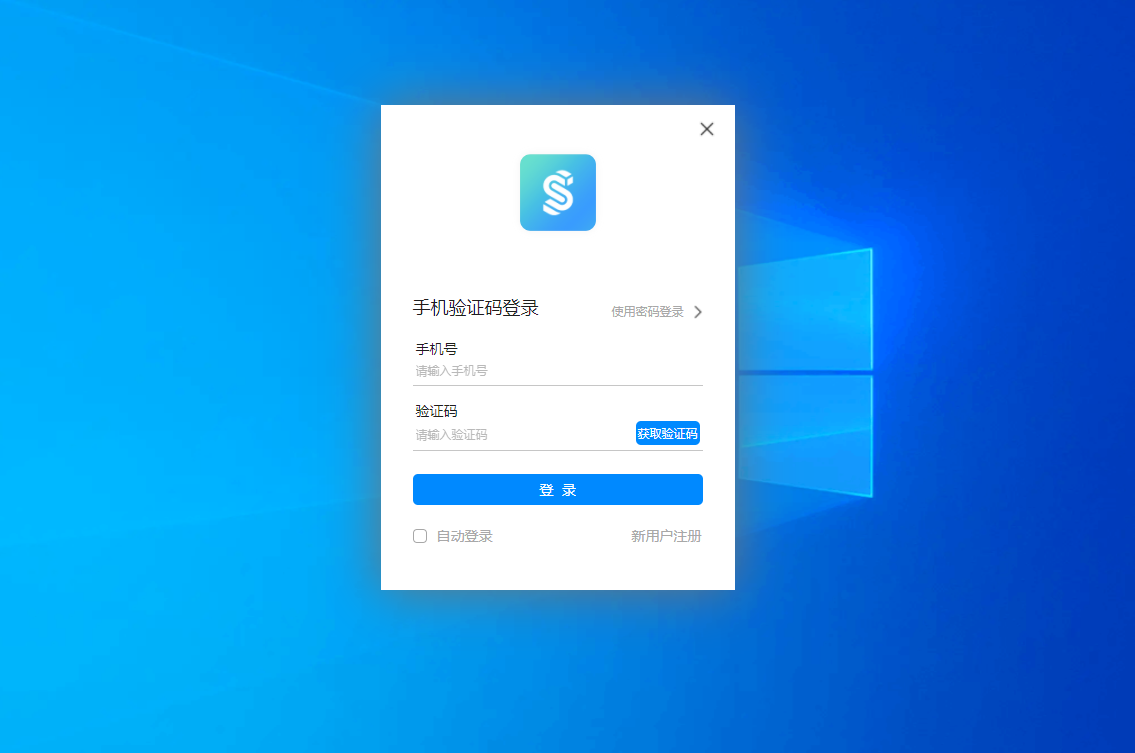 手机验证码登录
使用密码登录
手机号
请输入手机号
验证码
请输入验证码
获取验证码
登 录
自动登录
新用户注册